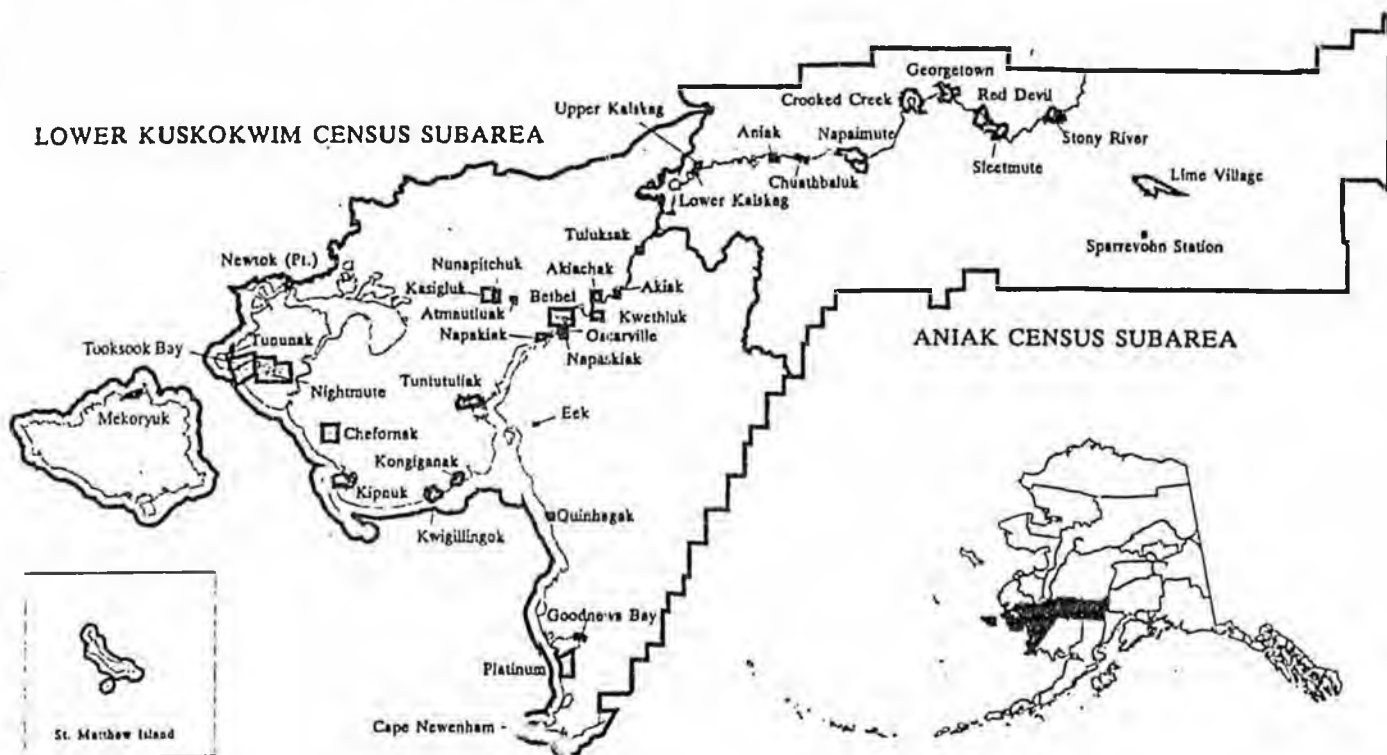 LOWER KUSKOKWIM CENSUS SUBAREA
Georgetown
Upper Kalskag
Crooked Creek
Red Devil
Aniak
Napaimute
Stony River
Sleetmute
Chuathbaluk
Lime Village
Lower Kalskag
Sparrevohn Station
Tuluksak
Newtok (Pt.)
Nunapitchuk
Akiachak
Kasigluk
Bethel
Akiak
Atmautluak
Kwethluk
Napakiak
Oscarville
ANIAK CENSUS SUBAREA
Tununak
Tooksook Bay
Napaskiak
Nightmute
Tuntutuliak
Mekoryuk
Eek
Chefornak
Kongiganak
Kipnuk
Quinhagak
Kwigillingok
Goodnews Bay
Platinum
Cape Newenham
St. Matthew Island